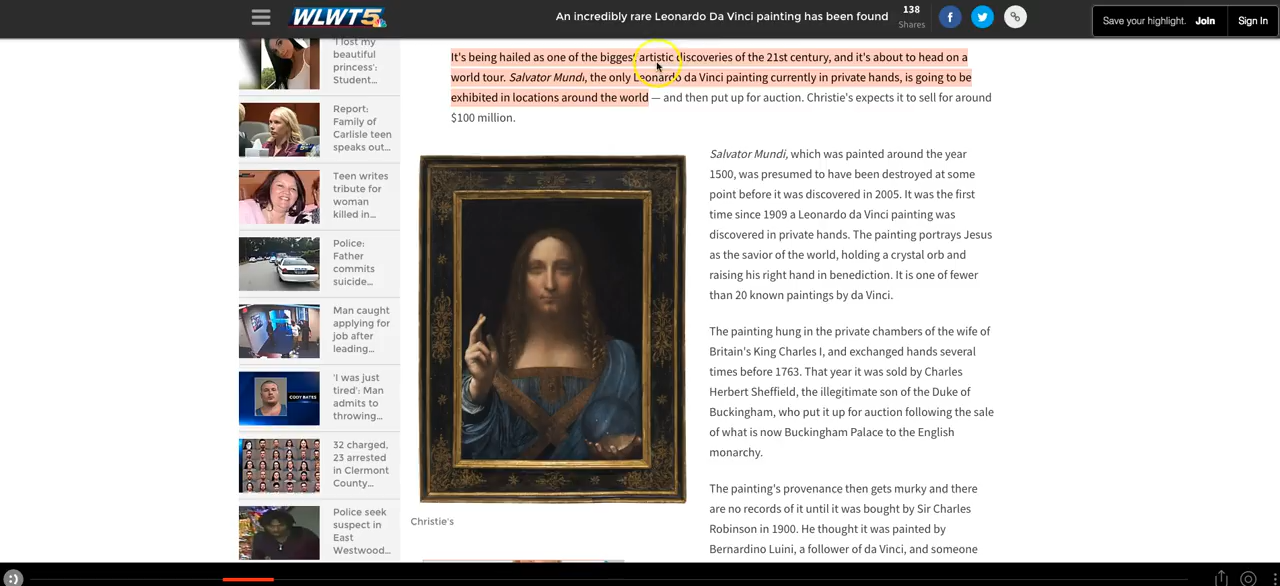 WLWT5
An incredibly rare Leonardo Da Vinci painting has been found
138
Shares
Save your highlight. Join
Sign In
'I lost my
beautiful
princess':
Student...
Report:
Family of
Carlisle teen
speaks out...
Teen writes
tribute for
woman
killed in...
Police:
Father
commits
suicide...
Man caught
applying for
job after
leading...
'I was just
tired': Man
admits to
throwing...
CODY BATES
32 charged,
23 arrested
in Clermont
County...
Police seek
suspect in
East
Westwood...
It's being hailed as one of the biggest artistic discoveries of the 21st century, and it's about to head on a
world tour. Salvator Mundi, the only Leonardo da Vinci painting currently in private hands, is going to be
exhibited in locations around the world — and then put up for auction. Christie's expects it to sell for around
$100 million.
Salvator Mundi, which was painted around the year
1500, was presumed to have been destroyed at some
point before it was discovered in 2005. It was the first
time since 1909 a Leonardo da Vinci painting was
discovered in private hands. The painting portrays Jesus
as the savior of the world, holding a crystal orb and
raising his right hand in benediction. It is one of fewer
than 20 known paintings by da Vinci.
The painting hung in the private chambers of the wife of
Britain's King Charles I, and exchanged hands several
times before 1763. That year it was sold by Charles
Herbert Sheffield, the illegitimate son of the Duke of
Buckingham, who put it up for auction following the sale
of what is now Buckingham Palace to the English
monarchy.
The painting's provenance then gets murky and there
are no records of it until it was bought by Sir Charles
Robinson in 1900. He thought it was painted by
Bernardino Luini, a follower of da Vinci, and someone
Christie's